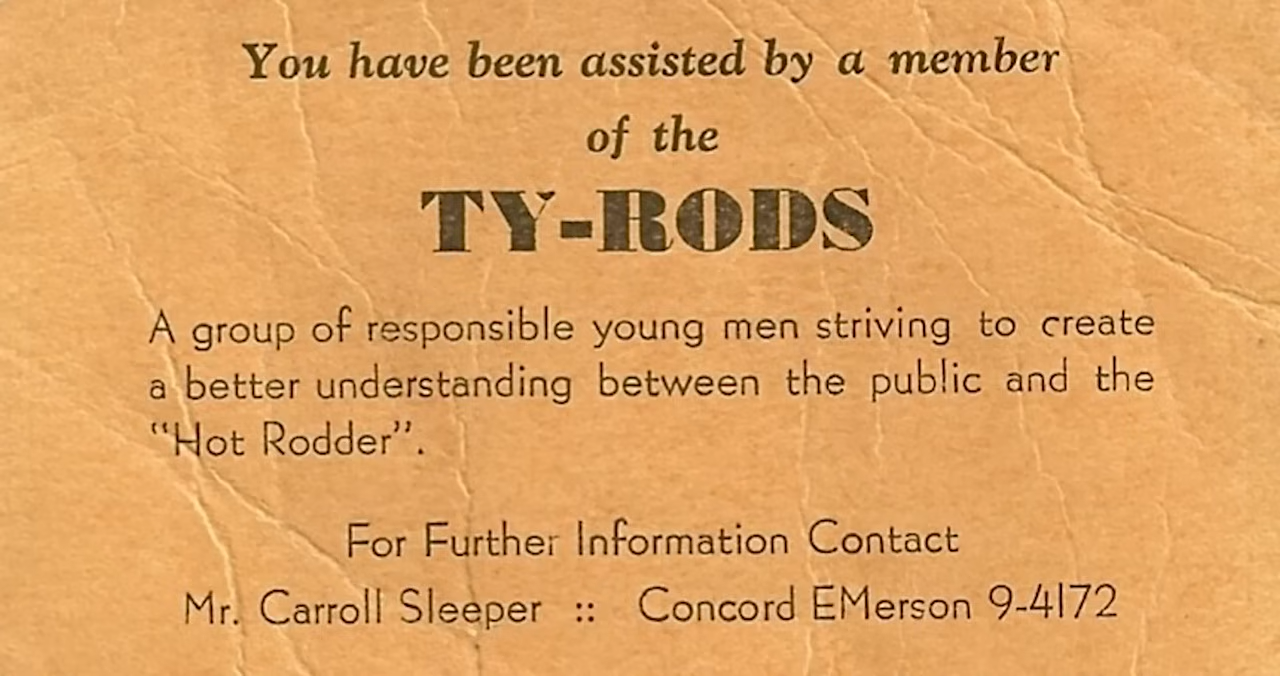 You have been assisted by a member
of the
TY-RODS
A group of responsible young men striving to create
a better understanding between the public and the
“Hot Rodder”.
For Further Information Contact
Mr. Carroll Sleeper :: Concord EMerson 9-4172